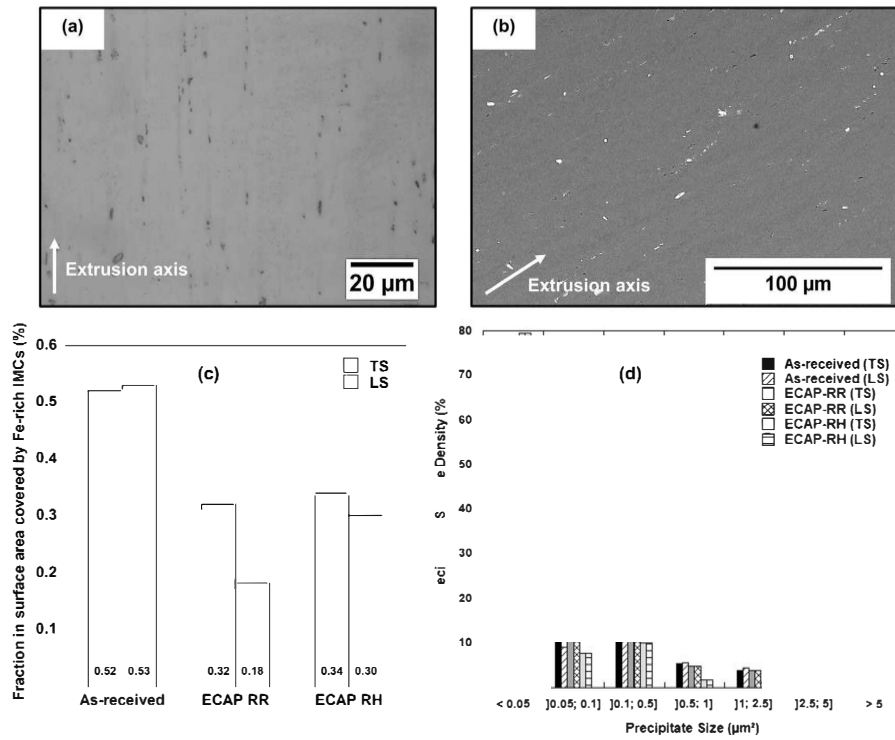 (a)
Extrusion axis
20 µm
(b)
Extrusion axis
100 µm
Fraction in surface area covered by Fe-rich IMCs (%)
0.6
0.5
0.4
0.3
0.2
0.1
(c)
TS
LS
0.52
0.53
0.32
0.18
0.34
0.30
As-received
ECAP RR
ECAP RH
eci
S
e Density (%
80
70
60
50
40
30
20
10
(d)
As-received (TS)
As-received (LS)
ECAP-RR (TS)
ECAP-RR (LS)
ECAP-RH (TS)
ECAP-RH (LS)
< 0.05
]0.05; 0.1]
]0.1; 0.5]
]0.5; 1]
]1; 2.5]
]2.5; 5]
> 5
Precipitate Size (µm²)